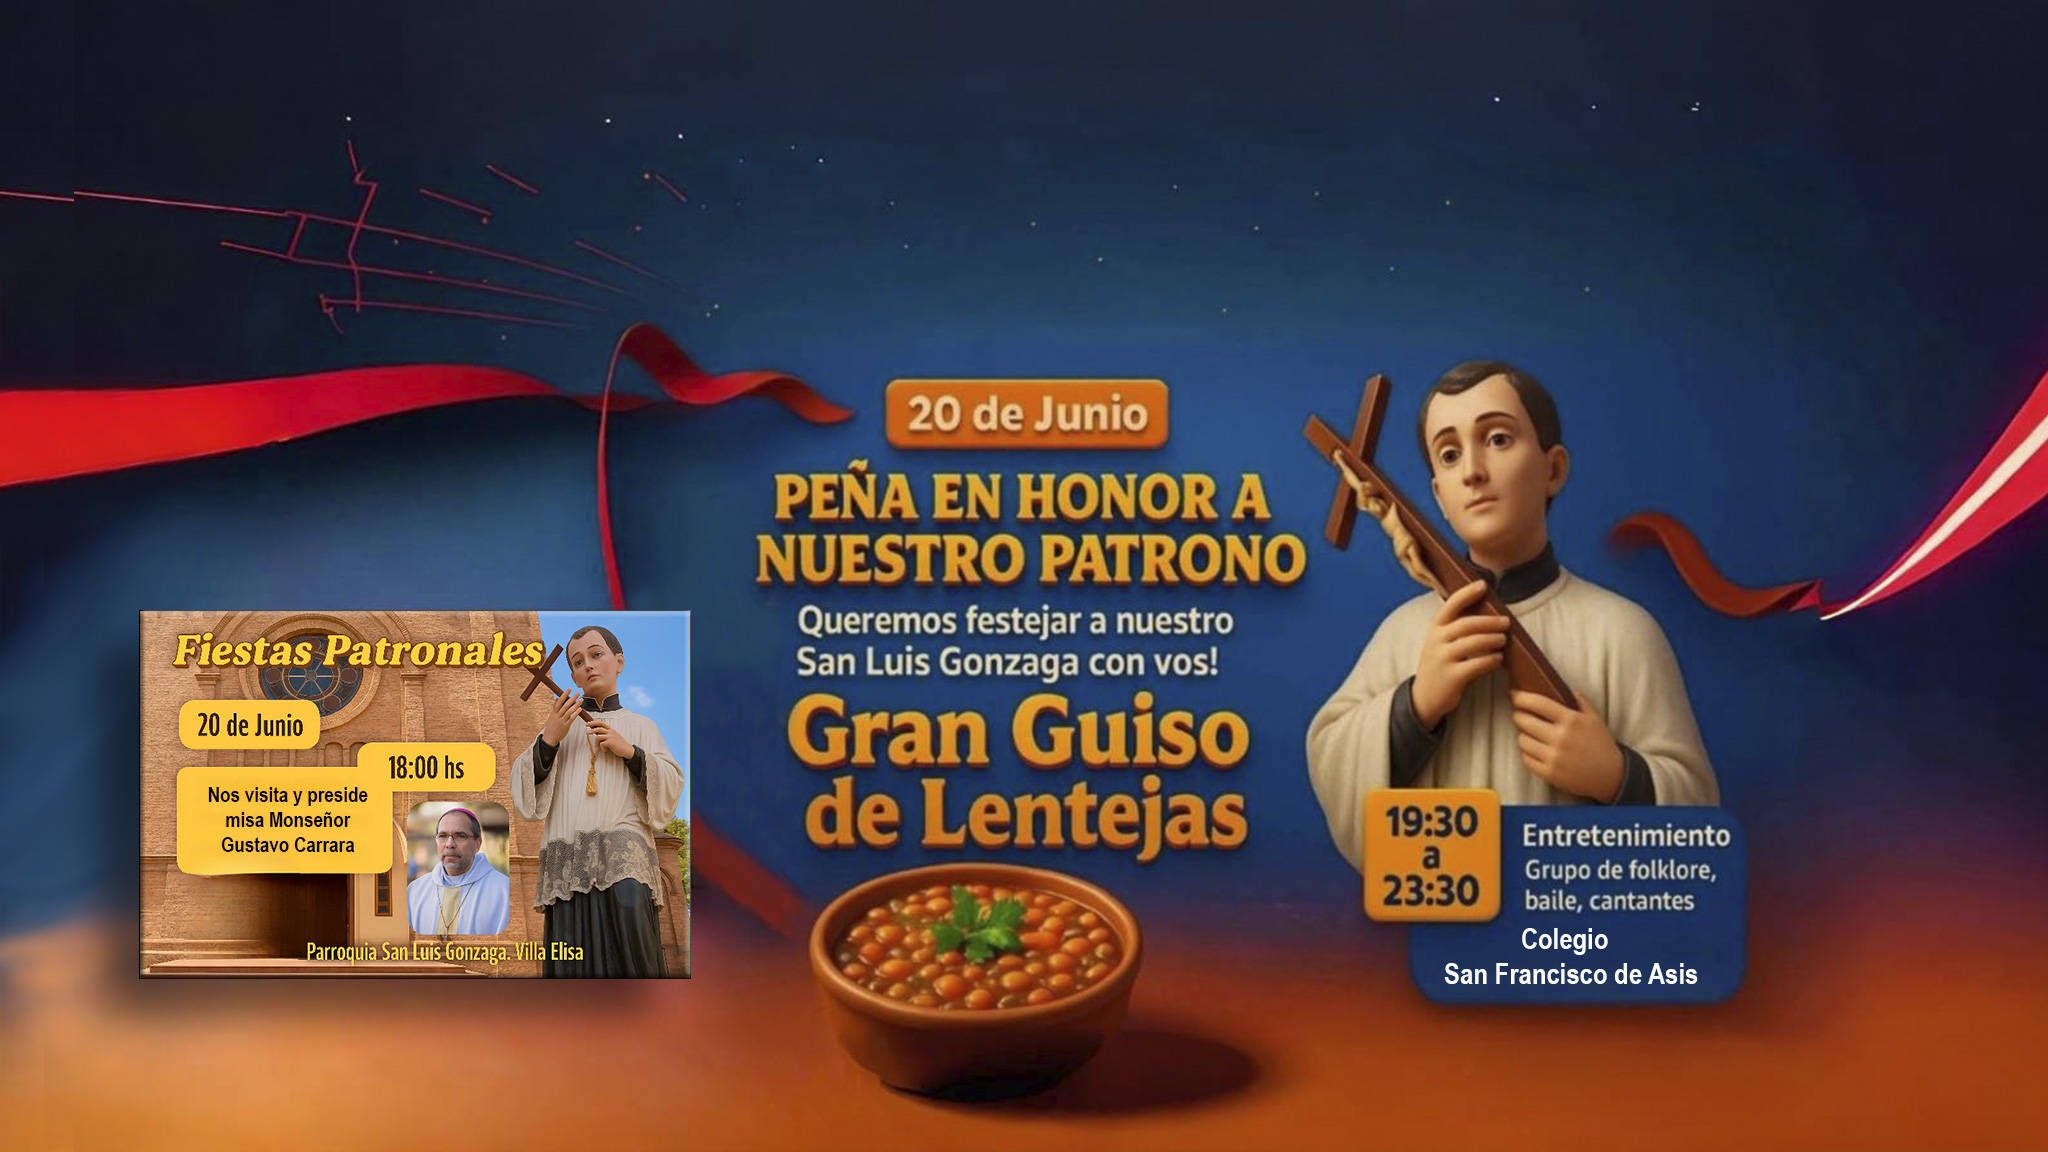 Fiestas Patronales
20 de Junio
18:00 hs
Nos visita y preside
misa Monseñor
Gustavo Carrara
Parroquia San Luis Gonzaga. Villa Elisa
20 de Junio
PEÑA EN HONOR A
NUESTRO PATRONO
Queremos festejar a nuestro
San Luis Gonzaga con vos!
Gran Guiso
de Lentejas
19:30
a
23:30
Entretenimiento
Grupo de folklore,
baile, cantantes
Colegio
San Francisco de Asis